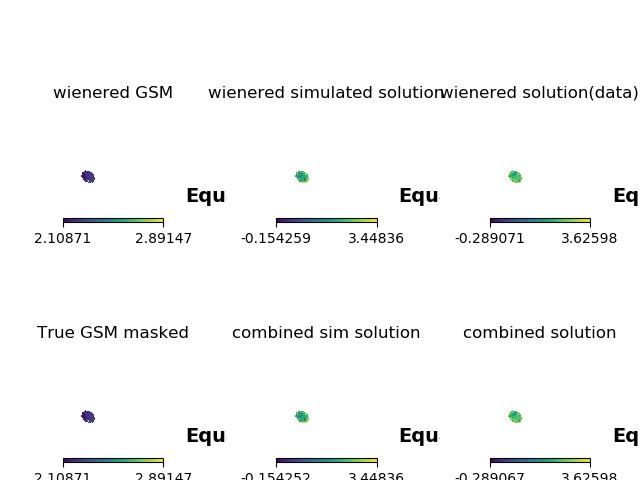 wienered GSM wienered simulated solution wienered solution(data)
Equ Equ Eq
2.10871 2.89147 -0.154259 3.44836 -0.289071 3.62598
True GSM masked combined sim solution combined solution
Equ Equ Eq
2.10871 2.89147 -0.154252 3.44836 -0.289067 3.62598